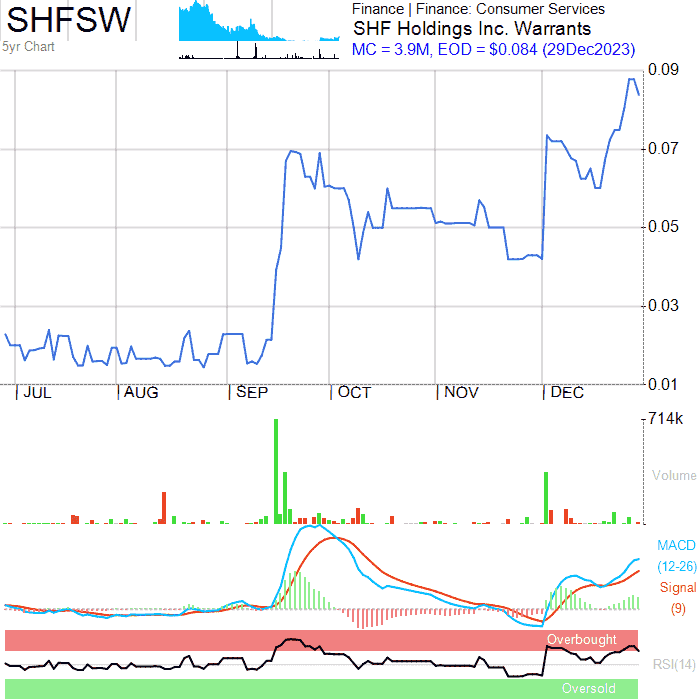 SHFSW
5yr Chart
Finance | Finance: Consumer Services
SHF Holdings Inc. Warrants
MC = 3.9M, EOD = $0.084 (29Dec2023)
0.09
0.07
0.05
0.03
0.01
JUL AUG SEP OCT NOV DEC
714k
Volume
MACD
(12-26)
Signal
(9)
Overbought
RSI(14)
Oversold